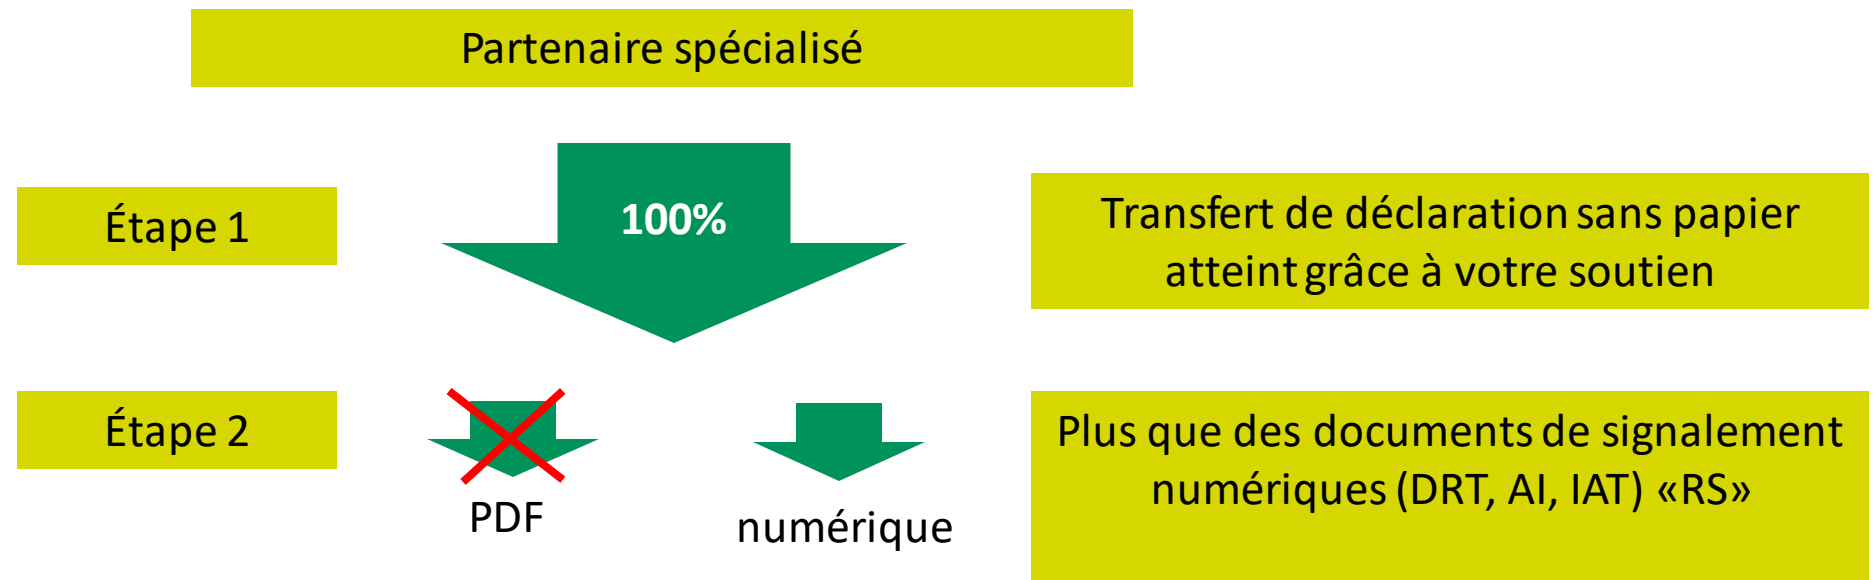 Partenaire spécialisé
Étape 1
100%
Transfert de déclaration sans papier
atteint grâce à votre soutien
Étape 2
PDF
numérique
Plus que des documents de signalement
numériques (DRT, AI, IAT) «RS»